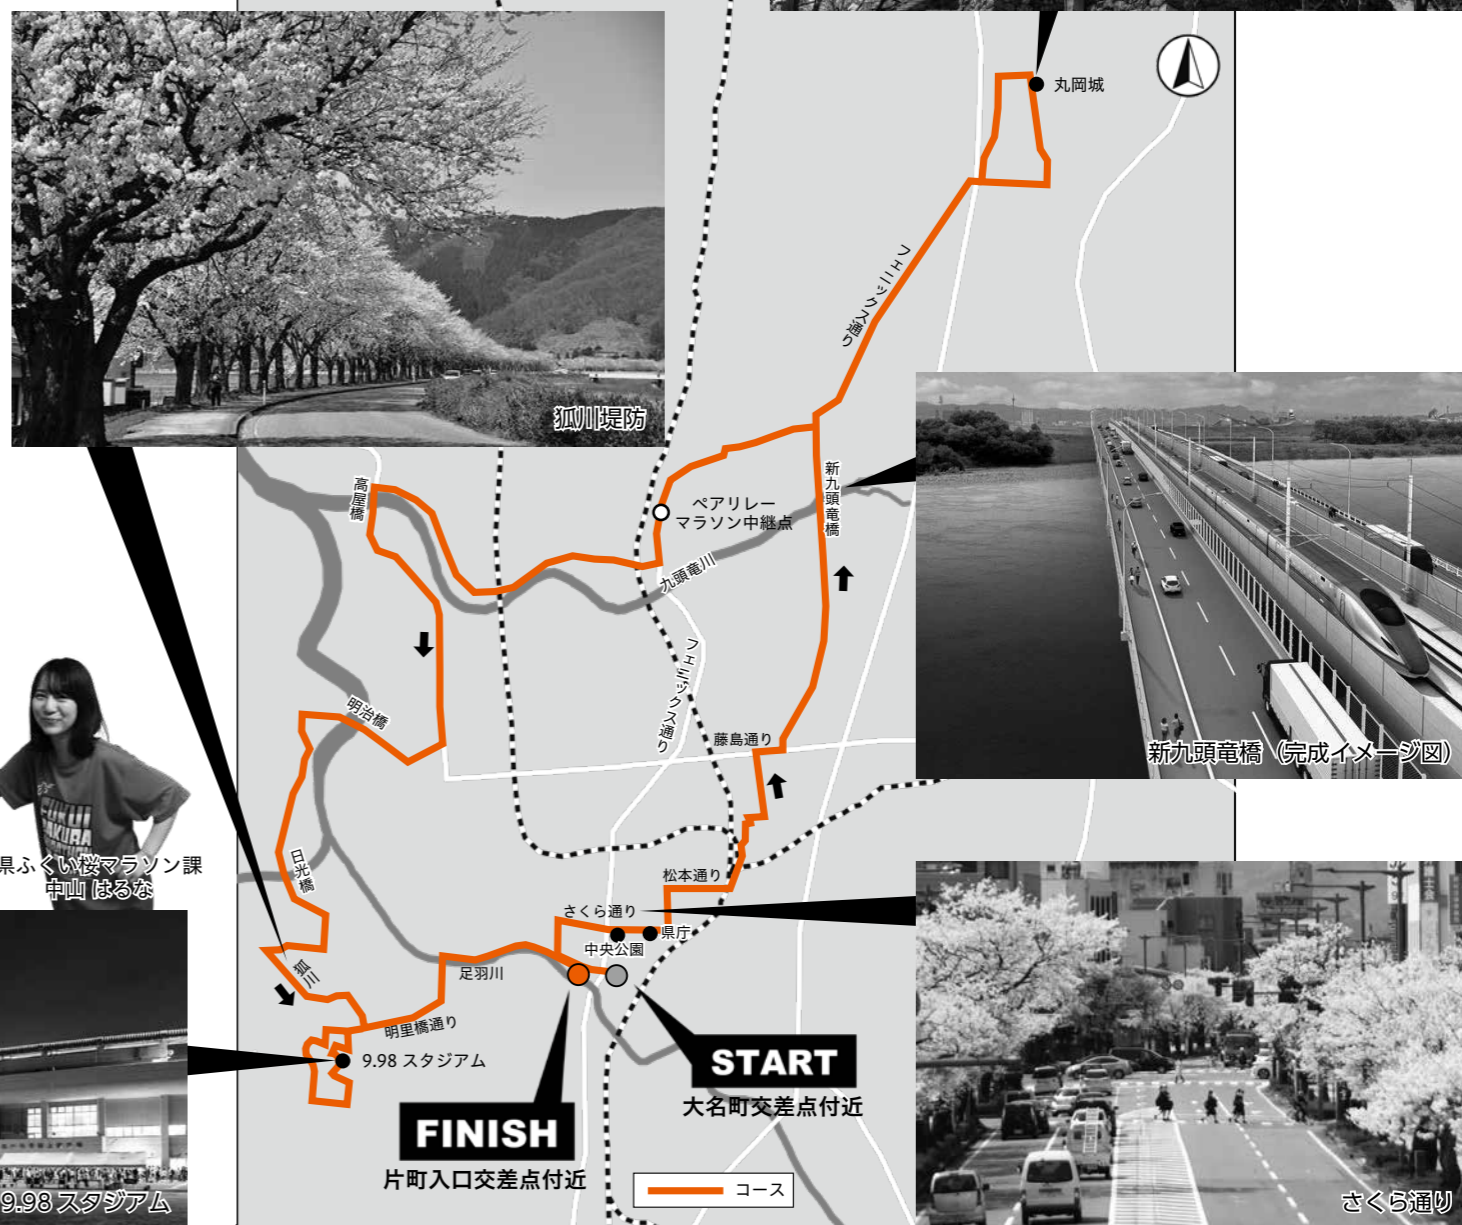 丸岡城
フェニックス通り
狐川堤防
高屋橋
ペアリレー
マラソン中継点
新九頭竜橋
九頭竜川
フェニックス通り
明治橋
藤島通り
新九頭竜橋（完成イメージ図）
県ふくい桜マラソン課
中山 はるな
FUKUI
SAKURA
日光橋
松本通り
さくら通り
県庁
中央公園
狐川
足羽川
明里橋通り
9.98 スタジアム
START
大名町交差点付近
FINISH
片町入口交差点付近
コース
9.98 スタジアム
さくら通り